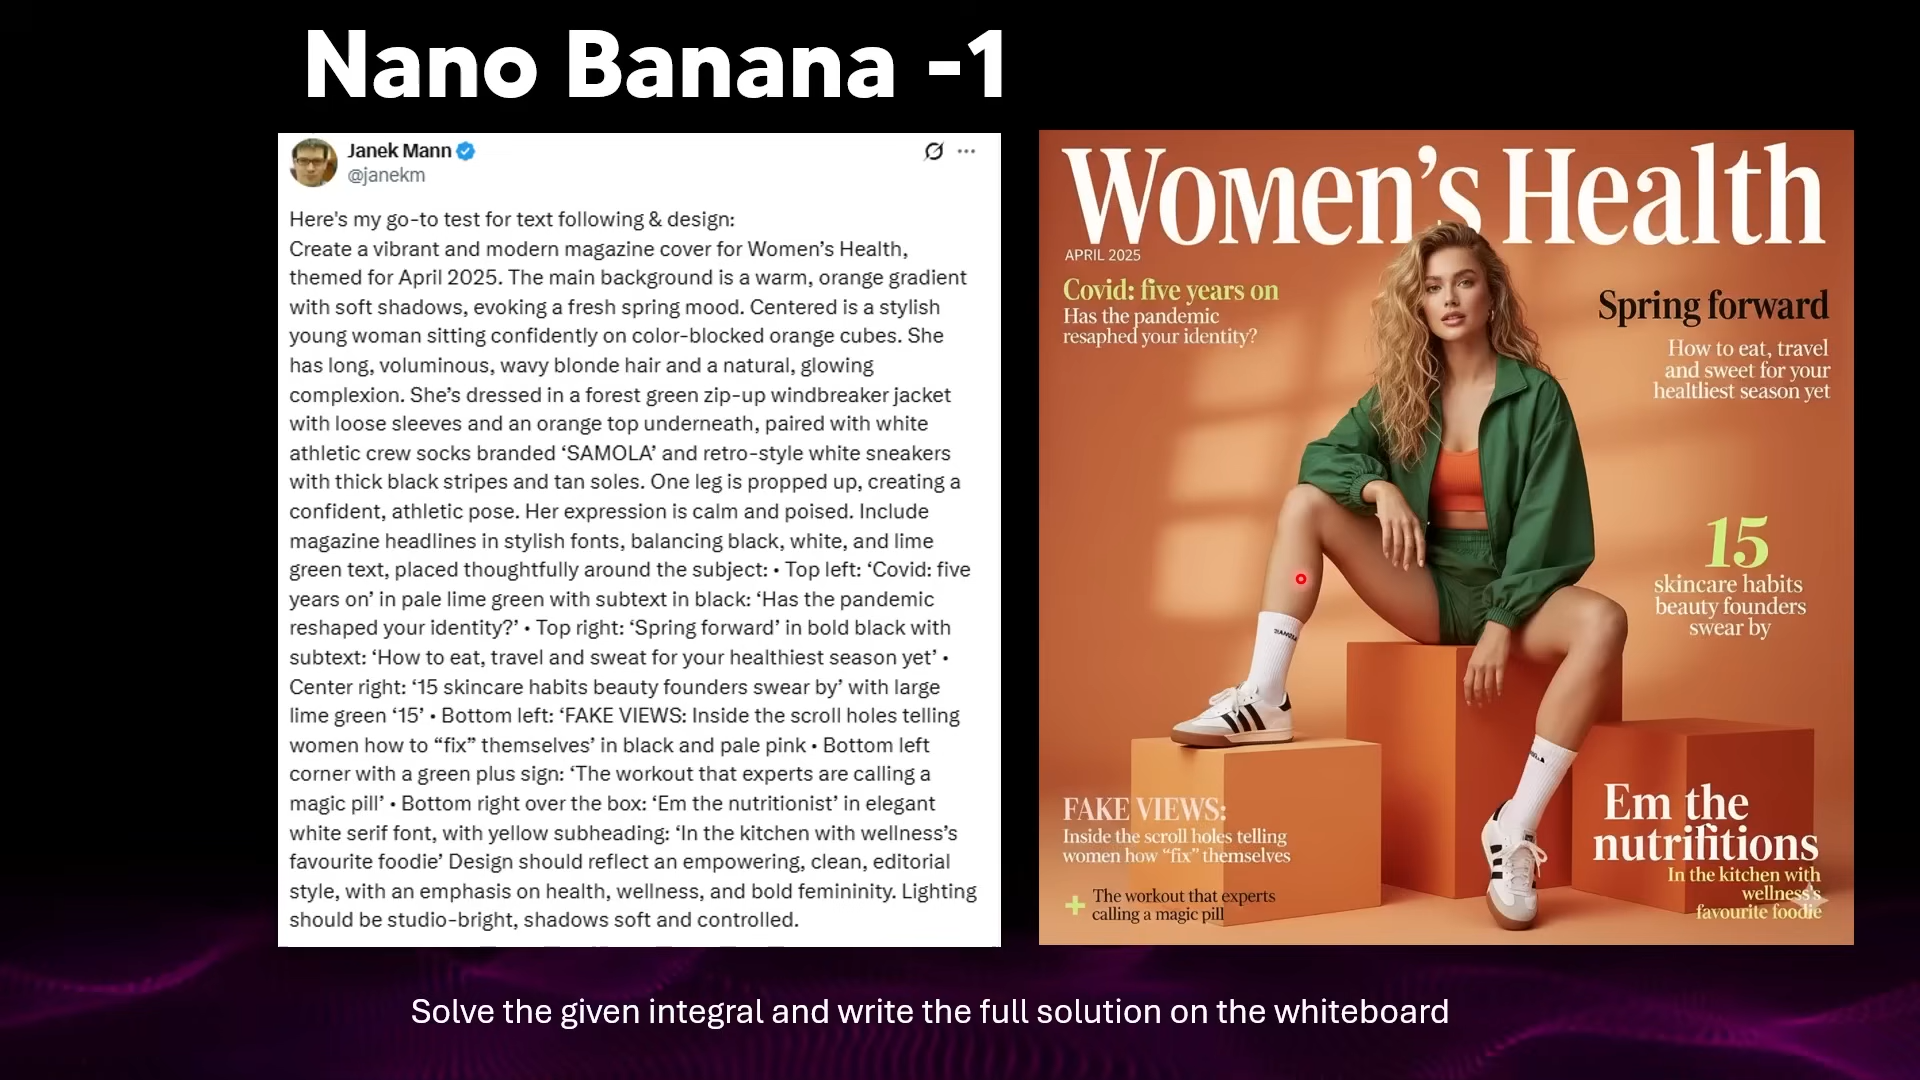 Nano Banana -1
Janek Mann
@janekm
Here's my go-to test for text following & design:
Create a vibrant and modern magazine cover for Women’s Health,
themed for April 2025. The main background is a warm, orange gradient
with soft shadows, evoking a fresh spring mood. Centered is a stylish
young woman sitting confidently on color-blocked orange cubes. She
has long, voluminous, wavy blonde hair and a natural, glowing
complexion. She’s dressed in a forest green zip-up windbreaker jacket
with loose sleeves and an orange top underneath, paired with white
athletic crew socks branded ‘SAMOLA’ and retro-style white sneakers
with thick black stripes and tan soles. One leg is propped up, creating a
confident, athletic pose. Her expression is calm and poised. Include
magazine headlines in stylish fonts, balancing black, white, and lime
green text, placed thoughtfully around the subject: • Top left: ‘Covid: five
years on’ in pale lime green with subtext in black: ‘Has the pandemic
reshaped your identity?’ • Top right: ‘Spring forward’ in bold black with
subtext: ‘How to eat, travel and sweat for your healthiest season yet’ •
Center right: ‘15 skincare habits beauty founders swear by’ with large
lime green ‘15’ • Bottom left: ‘FAKE VIEWS: Inside the scroll holes telling
women how to “fix” themselves’ in black and pale pink • Bottom left
corner with a green plus sign: ‘The workout that experts are calling a
magic pill’ • Bottom right over the box: ‘Em the nutritionist’ in elegant
white serif font, with yellow subheading: ‘In the kitchen with wellness’s
favourite foodie’ Design should reflect an empowering, clean, editorial
style, with an emphasis on health, wellness, and bold femininity. Lighting
should be studio-bright, shadows soft and controlled.
Women’s Health
APRIL 2025
Covid: five years on
Has the pandemic
resaphed your identity?
Spring forward
How to eat, travel
and sweet for your
healtliest season yet
15
skincare habits
beauty founders
swear by
FAKE VIEWS:
Inside the scroll holes telling
women how “fix” themselves
+ The workout that experts
calling a magic pill
Em the
nutrifitions
In the kitchen with
wellness's
favourite foodie
Solve the given integral and write the full solution on the whiteboard